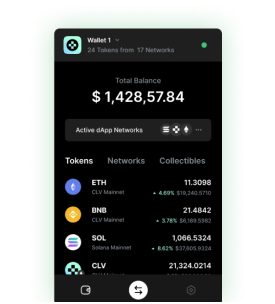 Wallet 1
24 Tokens from 17 Networks
Total Balance
$ 1,428,57.84
Active dApp Networks
Tokens Networks Collectibles
ETH 11.3098
CLV Mainnet 4.69% $19,240.5710
BNB 21.4842
CLV Mainnet 3.78% $6,169.5982
SOL 1,066.5324
Solana Mainnet 8.62% $37,605.9324
CLV 21,324.0214